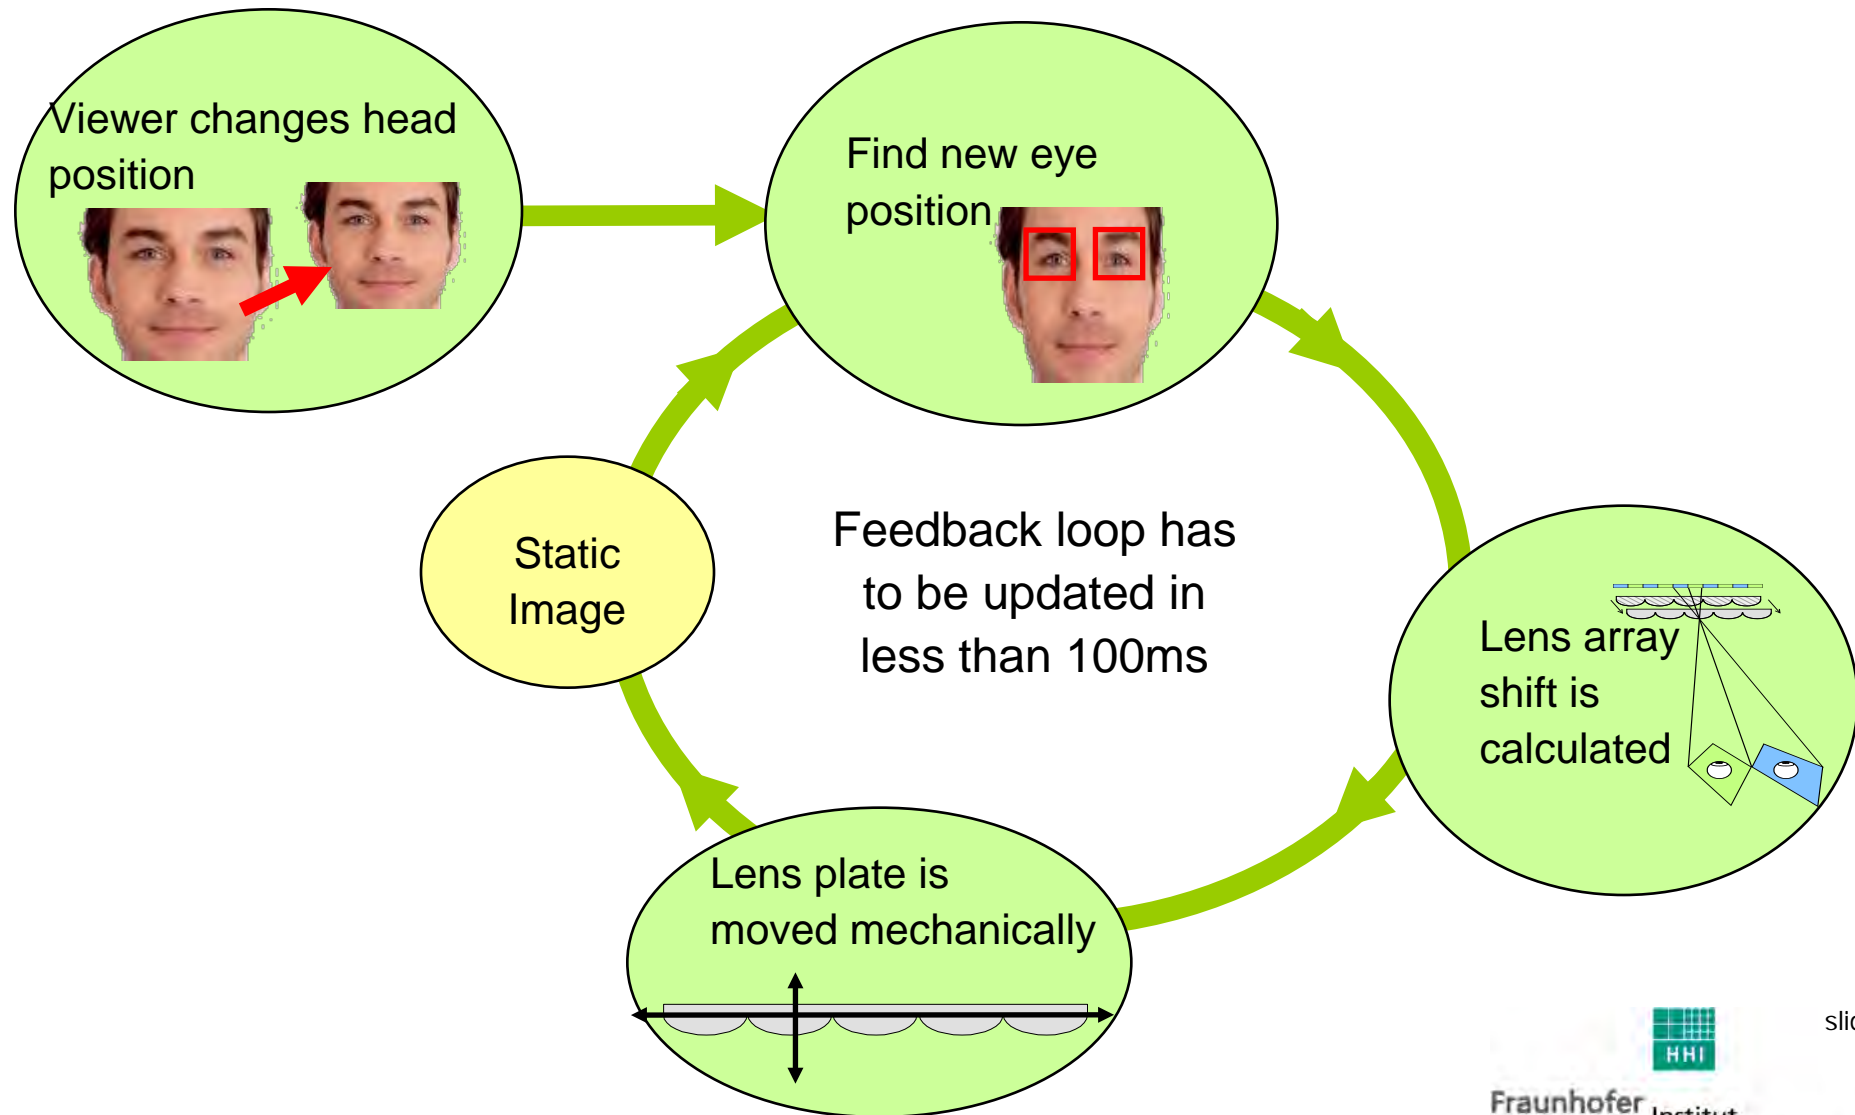 Viewer changes head
position
Find new eye
position
Static
Image
Feedback loop has
to be updated in
less than 100ms
Lens array
shift is
calculated
Lens plate is
moved mechanically
HHI
Fraunhofer Institut